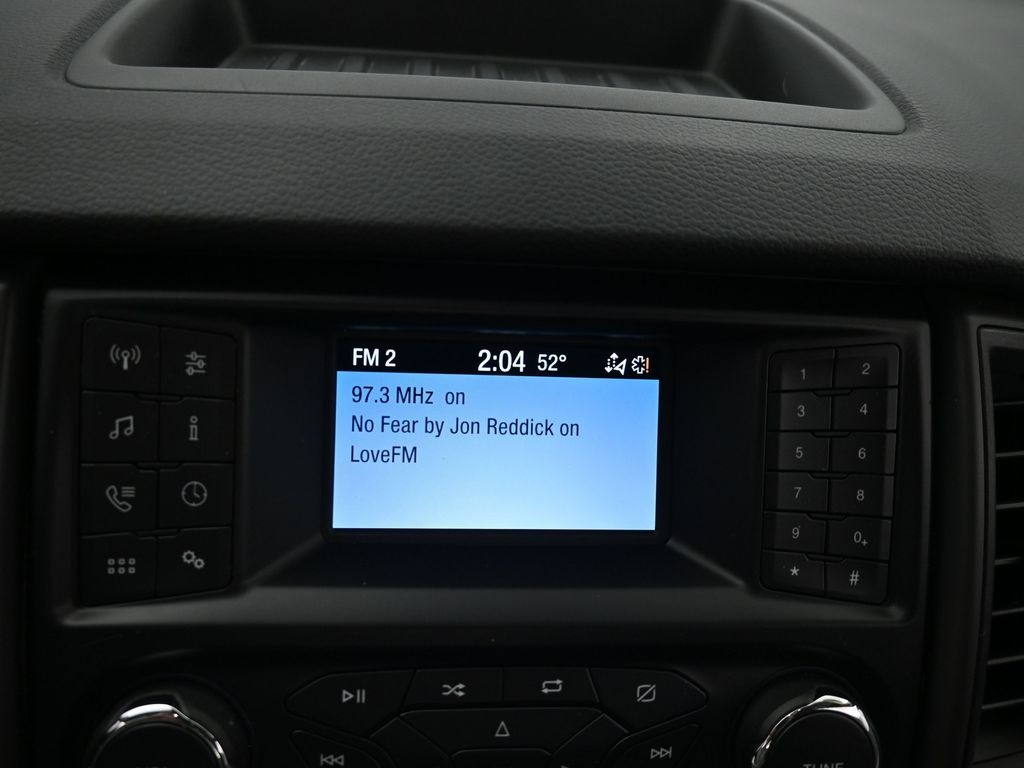 FM 2 2:04 52°
97.3 MHz on
No Fear by Jon Reddick on
LoveFM
1 2
3 4
5 6
7 8
9 0+
* #